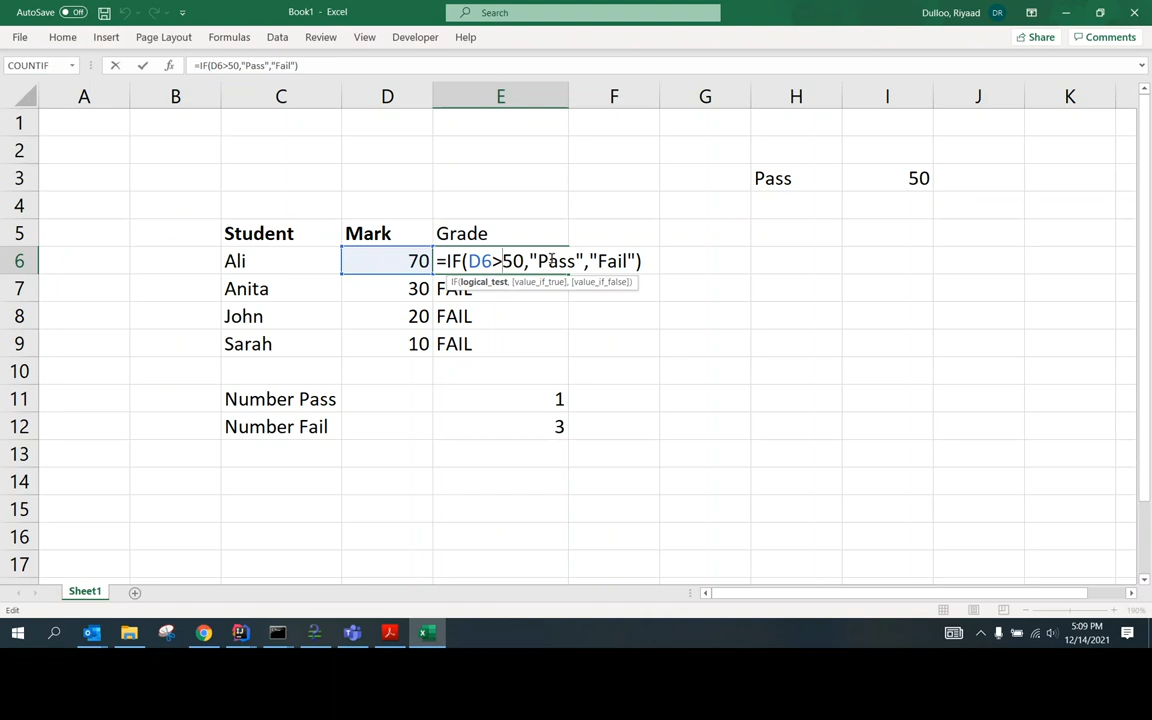 AutoSave Off Book1 - Excel Search Dulloo, Riyaad DR
File Home Insert Page Layout Formulas Data Review View Developer Help Share Comments
COUNTIF =IF(D6>50,"Pass","Fail")
A B C D E F G H I J K
1
2
3 Pass 50
4
5 Student Mark Grade
6 Ali 70 =IF(D6>50,"Pass","Fail")
IF(logical_test, [value_if_true], [value_if_false])
7 Anita 30 FAIL
8 John 20 FAIL
9 Sarah 10 FAIL
10
11 Number Pass 1
12 Number Fail 3
13
14
15
16
17
Sheet1
Edit 190%
5:09 PM
12/14/2021